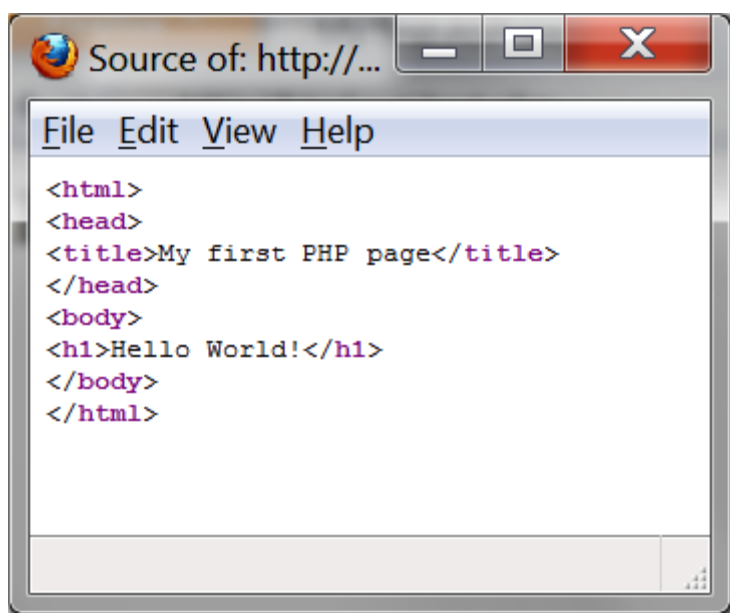 Source of: http://...
File Edit View Help
<html>
<head>
<title>My first PHP page</title>
</head>
<body>
<h1>Hello World!</h1>
</body>
</html>